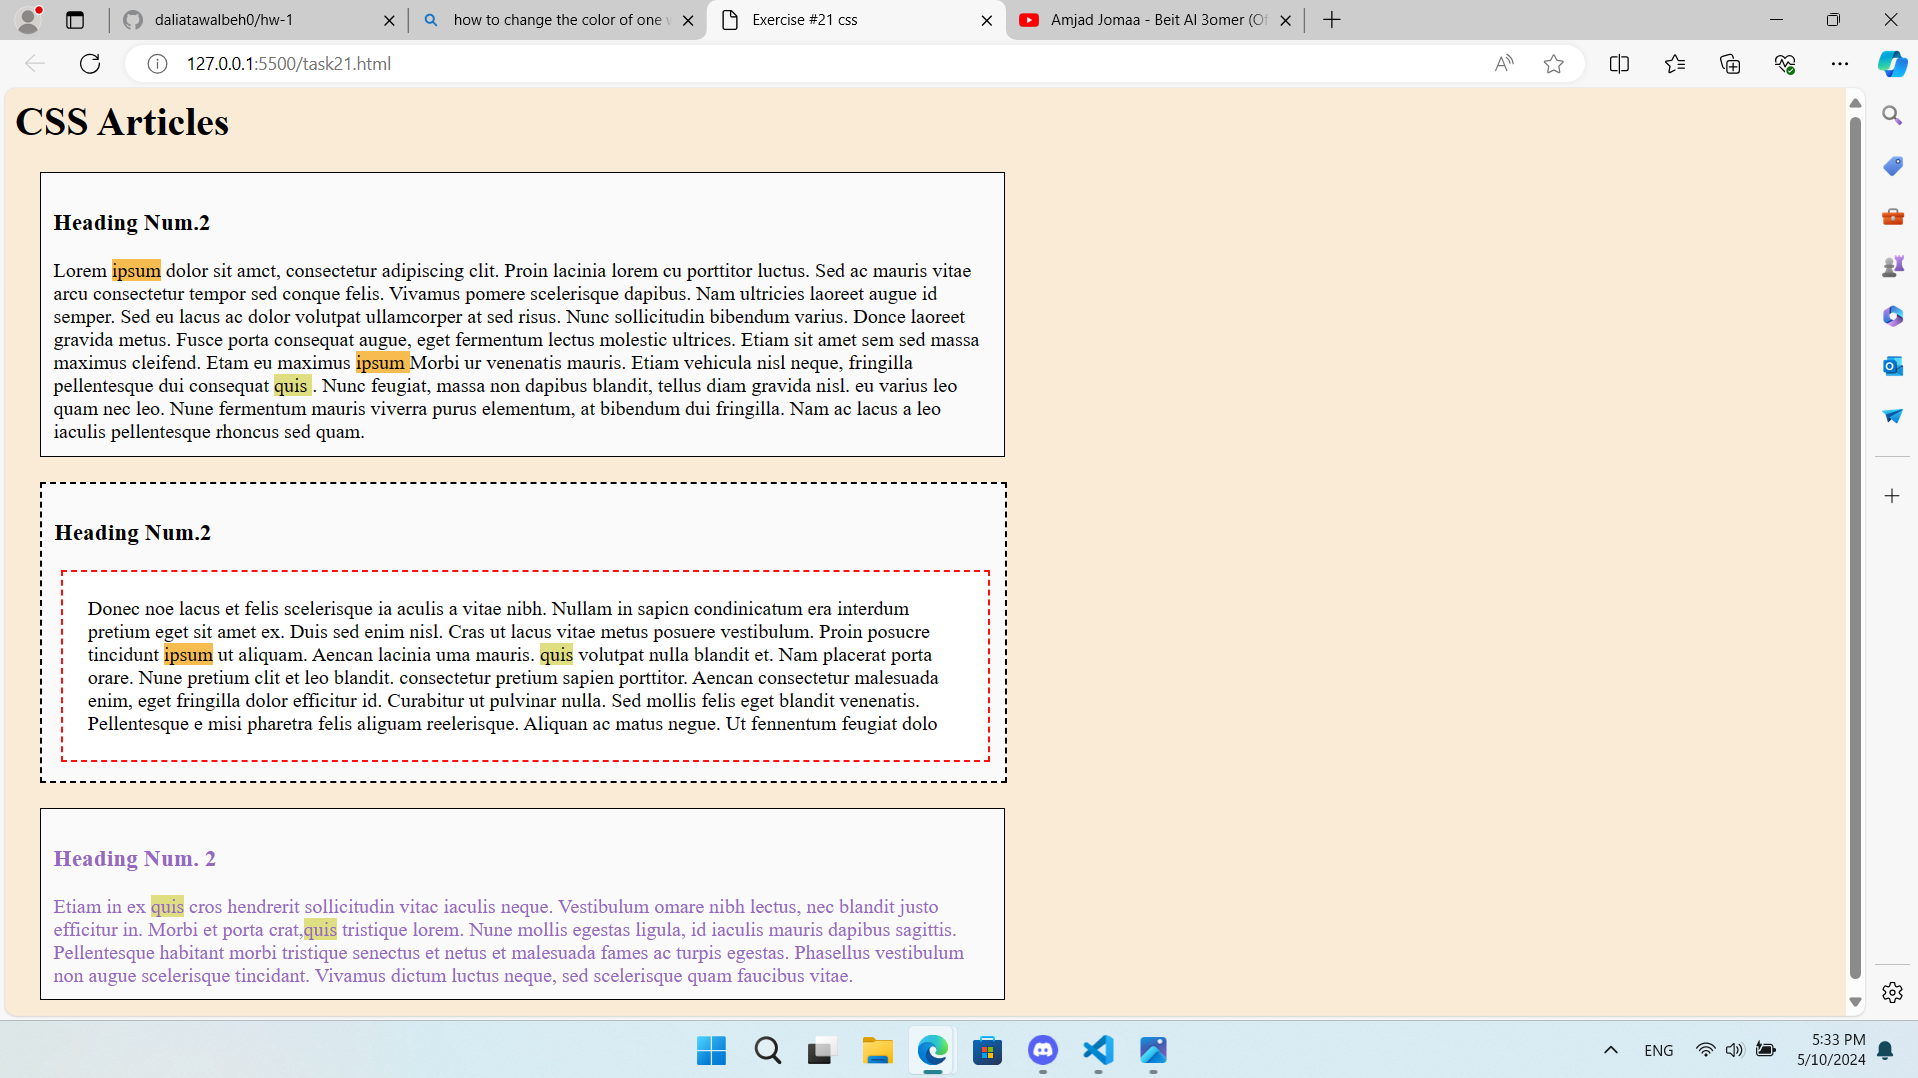 daliatawalbeh0/hw-1
how to change the color of one w
Exercise #21 css
Amjad Jomaa - Beit Al 3omer (Of
127.0.0.1:5500/task21.html
CSS Articles
Heading Num.2
Lorem ipsum dolor sit amct, consectetur adipiscing clit. Proin lacinia lorem cu porttitor luctus. Sed ac mauris vitae
arcu consectetur tempor sed conque felis. Vivamus pomere scelerisque dapibus. Nam ultricies laoreet augue id
semper. Sed eu lacus ac dolor volutpat ullamcorper at sed risus. Nunc sollicitudin bibendum varius. Donce laoreet
gravida metus. Fusce porta consequat augue, eget fermentum lectus molestic ultrices. Etiam sit amet sem sed massa
maximus cleifend. Etam eu maximus ipsum Morbi ur venenatis mauris. Etiam vehicula nisl neque, fringilla
pellentesque dui consequat quis . Nunc feugiat, massa non dapibus blandit, tellus diam gravida nisl. eu varius leo
quam nec leo. Nune fermentum mauris viverra purus elementum, at bibendum dui fringilla. Nam ac lacus a leo
iaculis pellentesque rhoncus sed quam.
Heading Num.2
Donec noe lacus et felis scelerisque ia aculis a vitae nibh. Nullam in sapicn condinicatum era interdum
pretium eget sit amet ex. Duis sed enim nisl. Cras ut lacus vitae metus posuere vestibulum. Proin posucre
tincidunt ipsum ut aliquam. Aencan lacinia uma mauris. quis volutpat nulla blandit et. Nam placerat porta
orare. Nune pretium clit et leo blandit. consectetur pretium sapien porttitor. Aencan consectetur malesuada
enim, eget fringilla dolor efficitur id. Curabitur ut pulvinar nulla. Sed mollis felis eget blandit venenatis.
Pellentesque e misi pharetra felis aliguam reelerisque. Aliquan ac matus negue. Ut fennentum feugiat dolo
Heading Num. 2
Etiam in ex quis cros hendrerit sollicitudin vitac iaculis neque. Vestibulum omare nibh lectus, nec blandit justo
efficitur in. Morbi et porta crat,quis tristique lorem. Nune mollis egestas ligula, id iaculis mauris dapibus sagittis.
Pellentesque habitant morbi tristique senectus et netus et malesuada fames ac turpis egestas. Phasellus vestibulum
non augue scelerisque tincidant. Vivamus dictum luctus neque, sed scelerisque quam faucibus vitae.
ENG
5:33 PM
5/10/2024